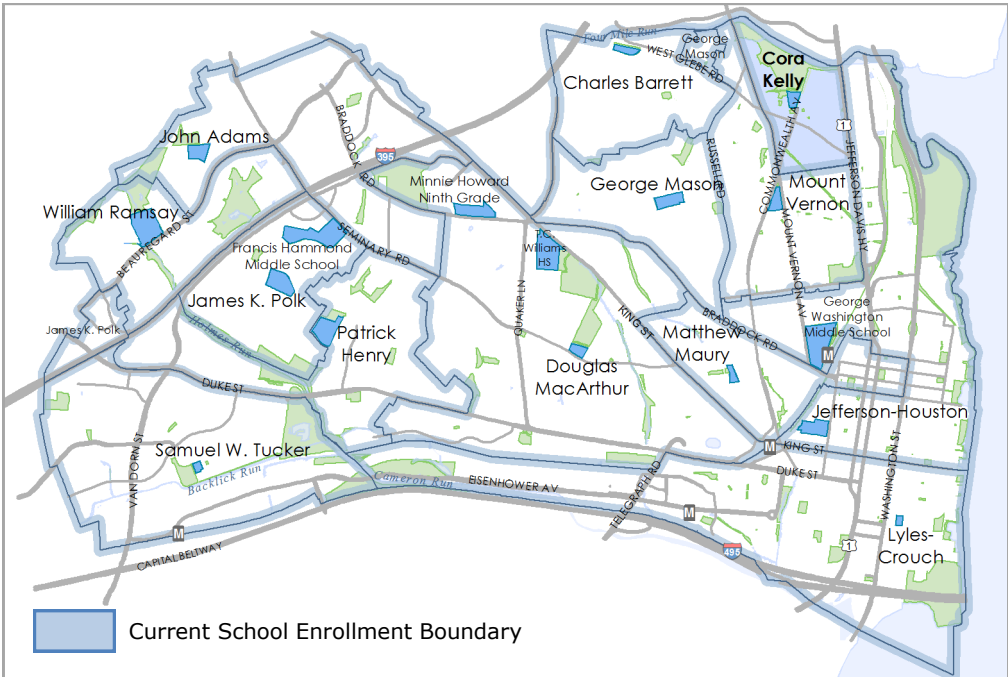 Four Mile Run
George
Mason
WEST GLEBE RD
Cora
Kelly
Charles Barrett
John Adams
BRADDOCK RD
395
1
COMMONWEALTH AV
JEFFERSON DAVIS HY
RUSSELL RD
Minnie Howard
Ninth Grade
George Mason
Mount
Vernon
William Ramsay
BEAUREGARD ST
SEMINARY RD
Francis Hammond
Middle School
T.C.
Williams
HS
MOUNT VERNON AV
James K. Polk
James K. Polk
Holmes Run
Patrick
Henry
QUAKER LN
KING ST
BRADDOCK RD
George
Washington
Middle School
M
Matthew
Maury
Douglas
MacArthur
DUKE ST
Jefferson-Houston
Samuel W. Tucker
VAN DORN ST
Backlick Run
Cameron Run
EISENHOWER AV
TELEGRAPH RD
M
KING ST
DUKE ST
WASHINGTON ST
M
M
CAPITAL BELTWAY
495
1
Lyles-
Crouch
Current School Enrollment Boundary